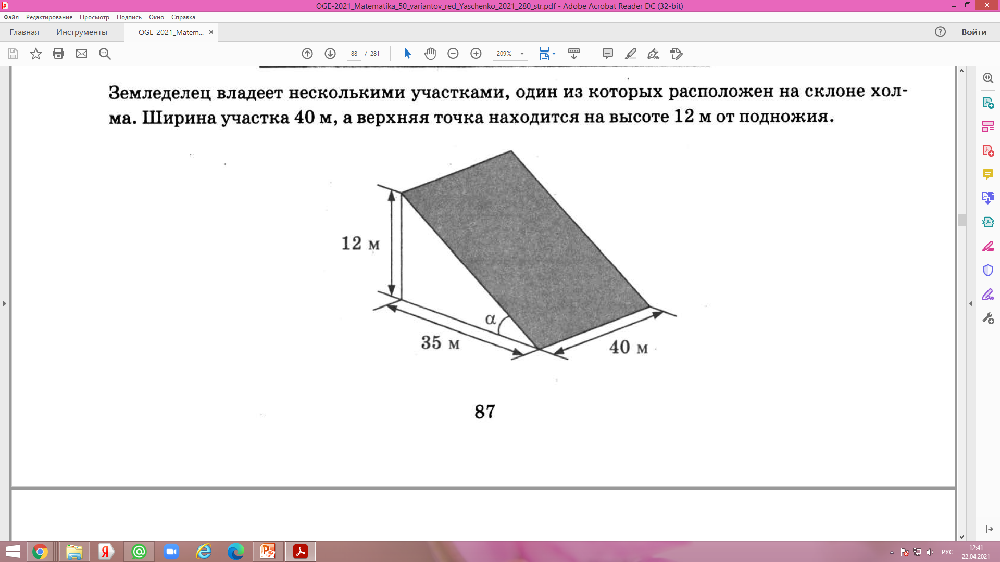 OGE-2021_Matematika_50_variantov_red_Yaschenko_2021_280_str.pdf - Adobe Acrobat Reader DC (32-bit)
Файл Редактирование Просмотр Подпись Окно Справка
Главная Инструменты OGE-2021_Matem... × ? Войти
88 / 281 209%
Земледелец владеет несколькими участками, один из которых расположен на склоне хол-
ма. Ширина участка 40 м, а верхняя точка находится на высоте 12 м от подножия.
12 м
α
35 м
40 м
87
РУС
12:41
22.04.2021